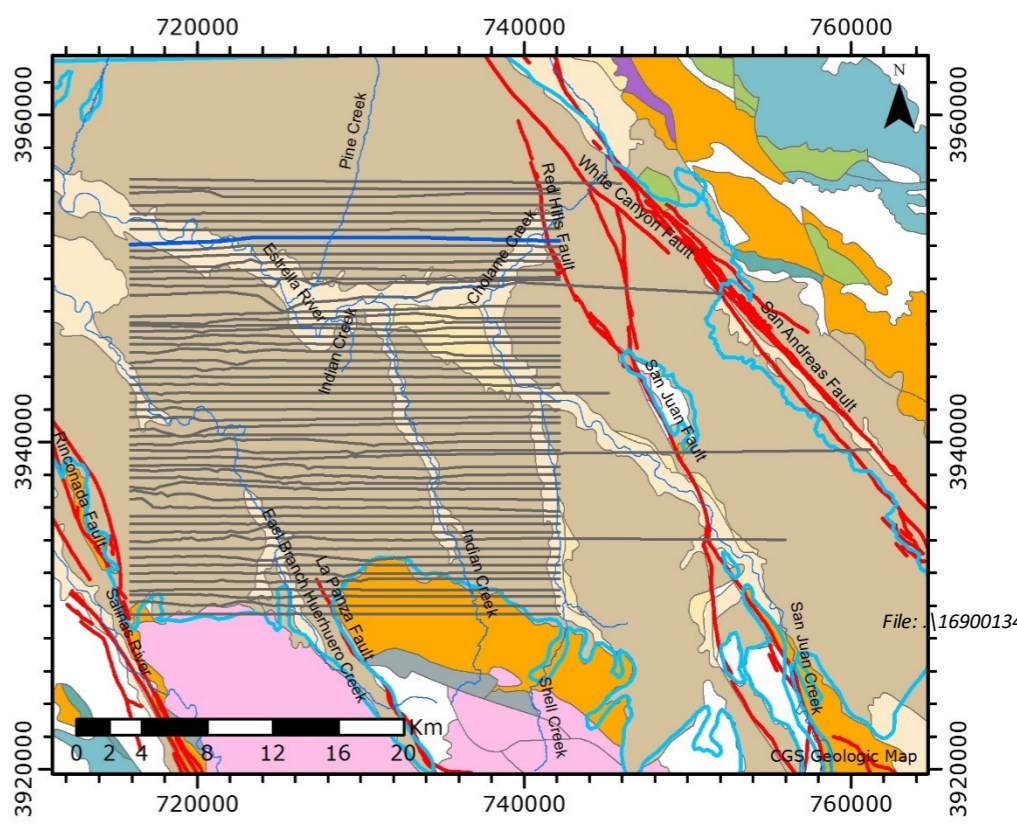 720000
740000
760000
3960000
3960000
N
Pine Creek
White Canyon Fault
Red Hills Fault
Cholame Creek
Estrella River
Indian Creek
San Andreas Fault
San Juan Fault
3940000
3940000
Rinconada Fault
East Branch Huerhuero Creek
La Panza Fault
Indian Creek
Salinas River
San Juan Creek
File: .\16900134
Shell Creek
Km
0 2 4 8 12 16 20
CGS Geologic Map
3920000
3920000
720000
740000
760000